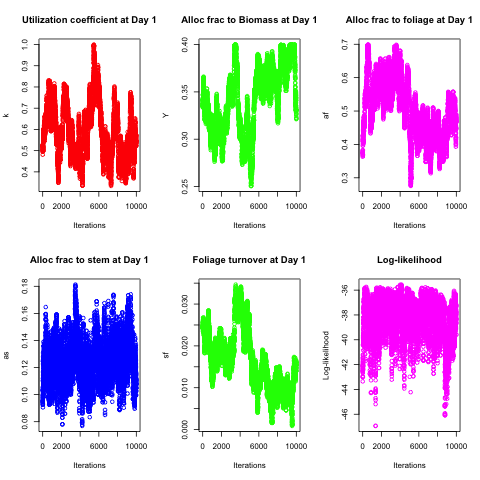 Utilization coefficient at Day 1
k
0.4 0.5 0.6 0.7 0.8 0.9 1.0
0 2000 6000 10000
Iterations
Alloc frac to Biomass at Day 1
Y
0.25 0.30 0.35 0.40
0 2000 6000 10000
Iterations
Alloc frac to foliage at Day 1
af
0.3 0.4 0.5 0.6 0.7
0 2000 6000 10000
Iterations
Alloc frac to stem at Day 1
as
0.08 0.10 0.12 0.14 0.16 0.18
0 2000 6000 10000
Iterations
Foliage turnover at Day 1
sf
0.000 0.010 0.020 0.030
0 2000 6000 10000
Iterations
Log-likelihood
Log-likelihood
-46 -44 -42 -40 -38 -36
0 2000 6000 10000
Iterations